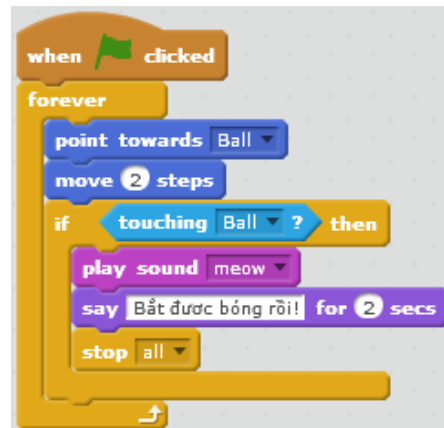 when clicked
forever
point towards Ball
move 2 steps
if touching Ball ? then
play sound meow
say Bắt được bóng rồi! for 2 secs
stop all